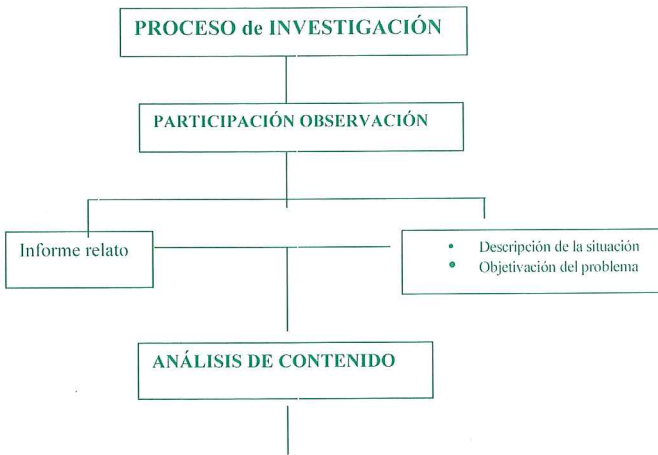 PROCESO de INVESTIGACIÓN
PARTICIPACIÓN OBSERVACIÓN
Informe relato
• Descripción de la situación
• Objetivación del problema
ANÁLISIS DE CONTENIDO